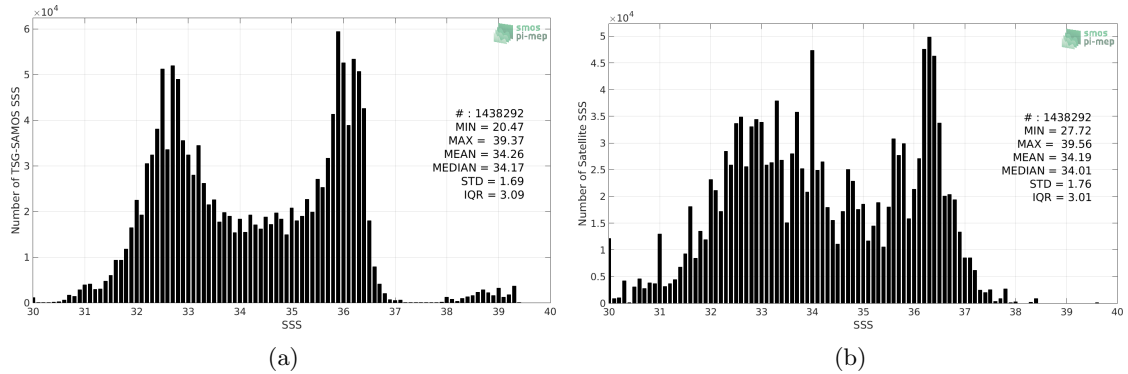 ×10⁴
6
5
4
3
2
1
0
Number of TSG-SAMOS SSS
30 31 32 33 34 35 36 37 38 39 40
SSS
smos
pi-mep
# : 1438292
MIN = 20.47
MAX = 39.37
MEAN = 34.26
MEDIAN = 34.17
STD = 1.69
IQR = 3.09
(a)
×10⁴
5
4.5
4
3.5
3
2.5
2
1.5
1
0.5
0
Number of Satellite SSS
30 31 32 33 34 35 36 37 38 39 40
SSS
smos
pi-mep
# : 1438292
MIN = 27.72
MAX = 39.56
MEAN = 34.19
MEDIAN = 34.01
STD = 1.76
IQR = 3.01
(b)